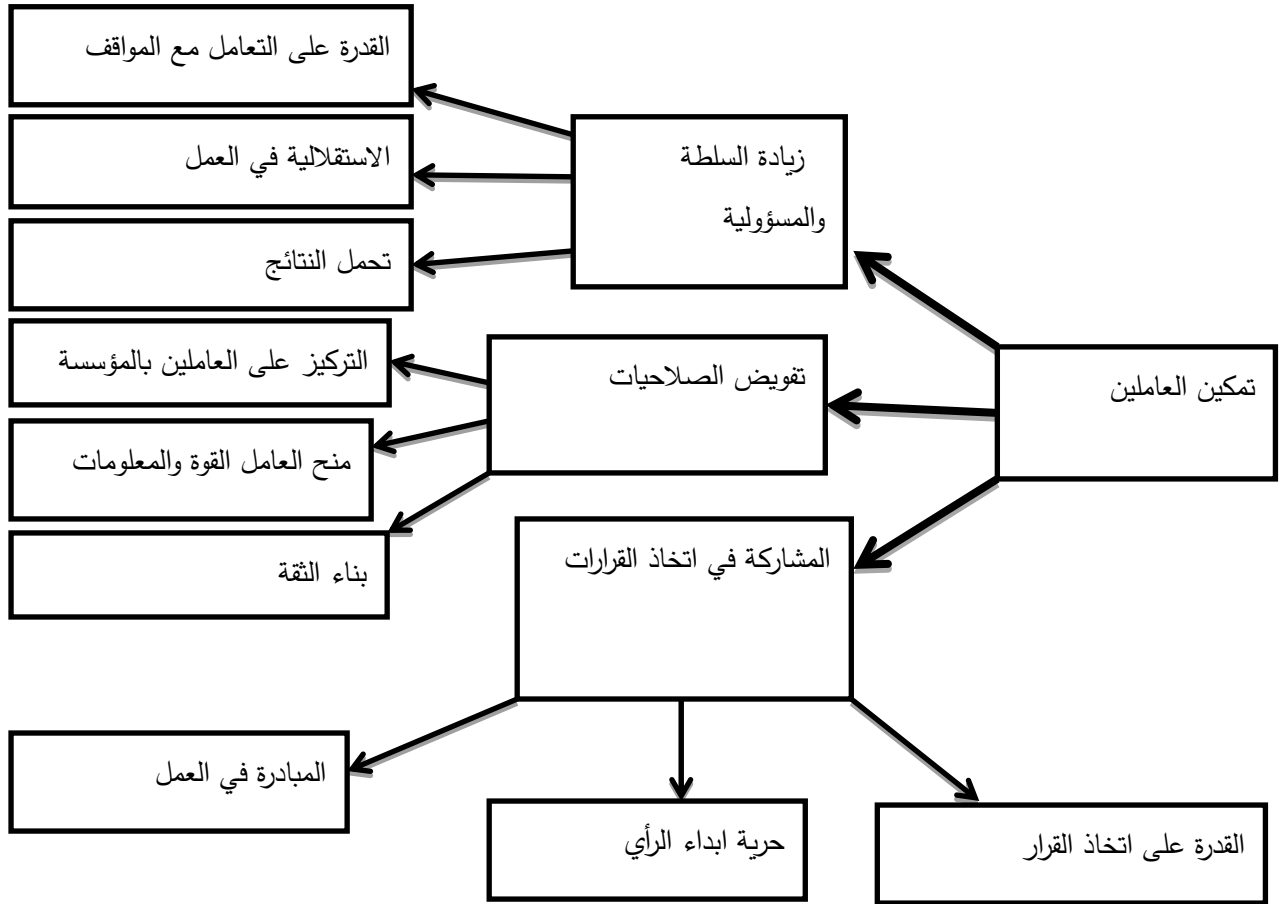 تمكين العاملين
زيادة السلطة
والمسؤولية
القدرة على التعامل مع المواقف
الاستقلالية في العمل
تحمل النتائج
تفويض الصلاحيات
التركيز على العاملين بالمؤسسة
منح العامل القوة والمعلومات
بناء الثقة
المشاركة في اتخاذ القرارات
القدرة على اتخاذ القرار
حرية ابداء الرأي
المبادرة في العمل